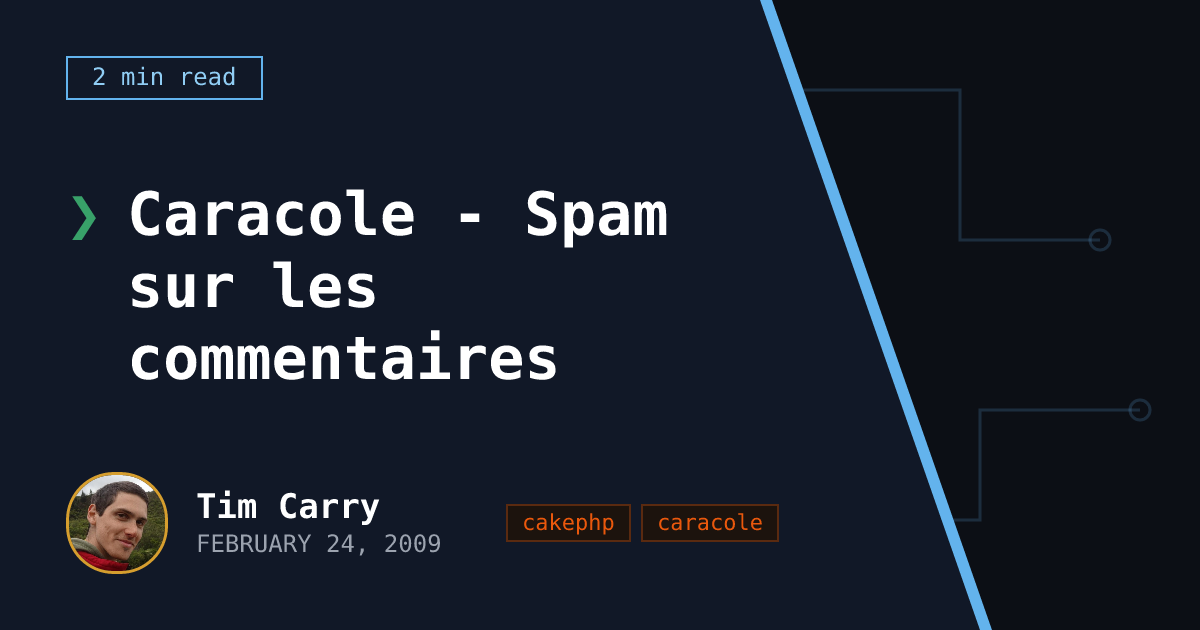 2 min read
❯ Caracole - Spam
sur les
commentaires
Tim Carry
FEBRUARY 24, 2009
cakephp
caracole